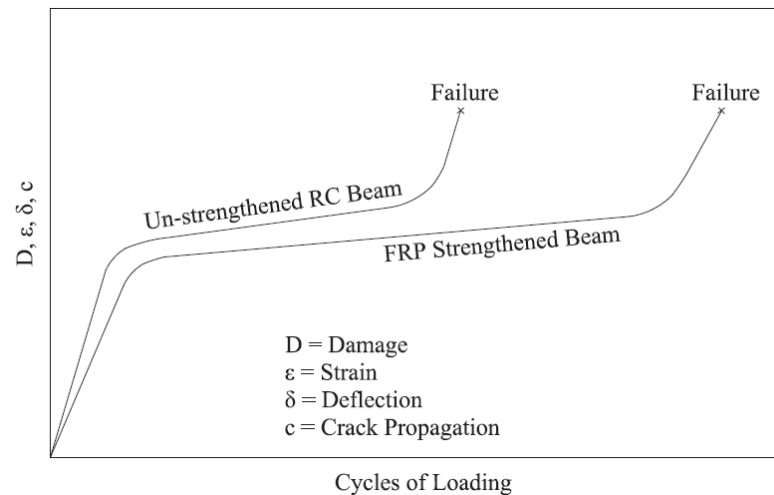 Failure
Failure
Un-strengthened RC Beam
FRP Strengthened Beam
D, ε, δ, c
D = Damage
ε = Strain
δ = Deflection
c = Crack Propagation
Cycles of Loading